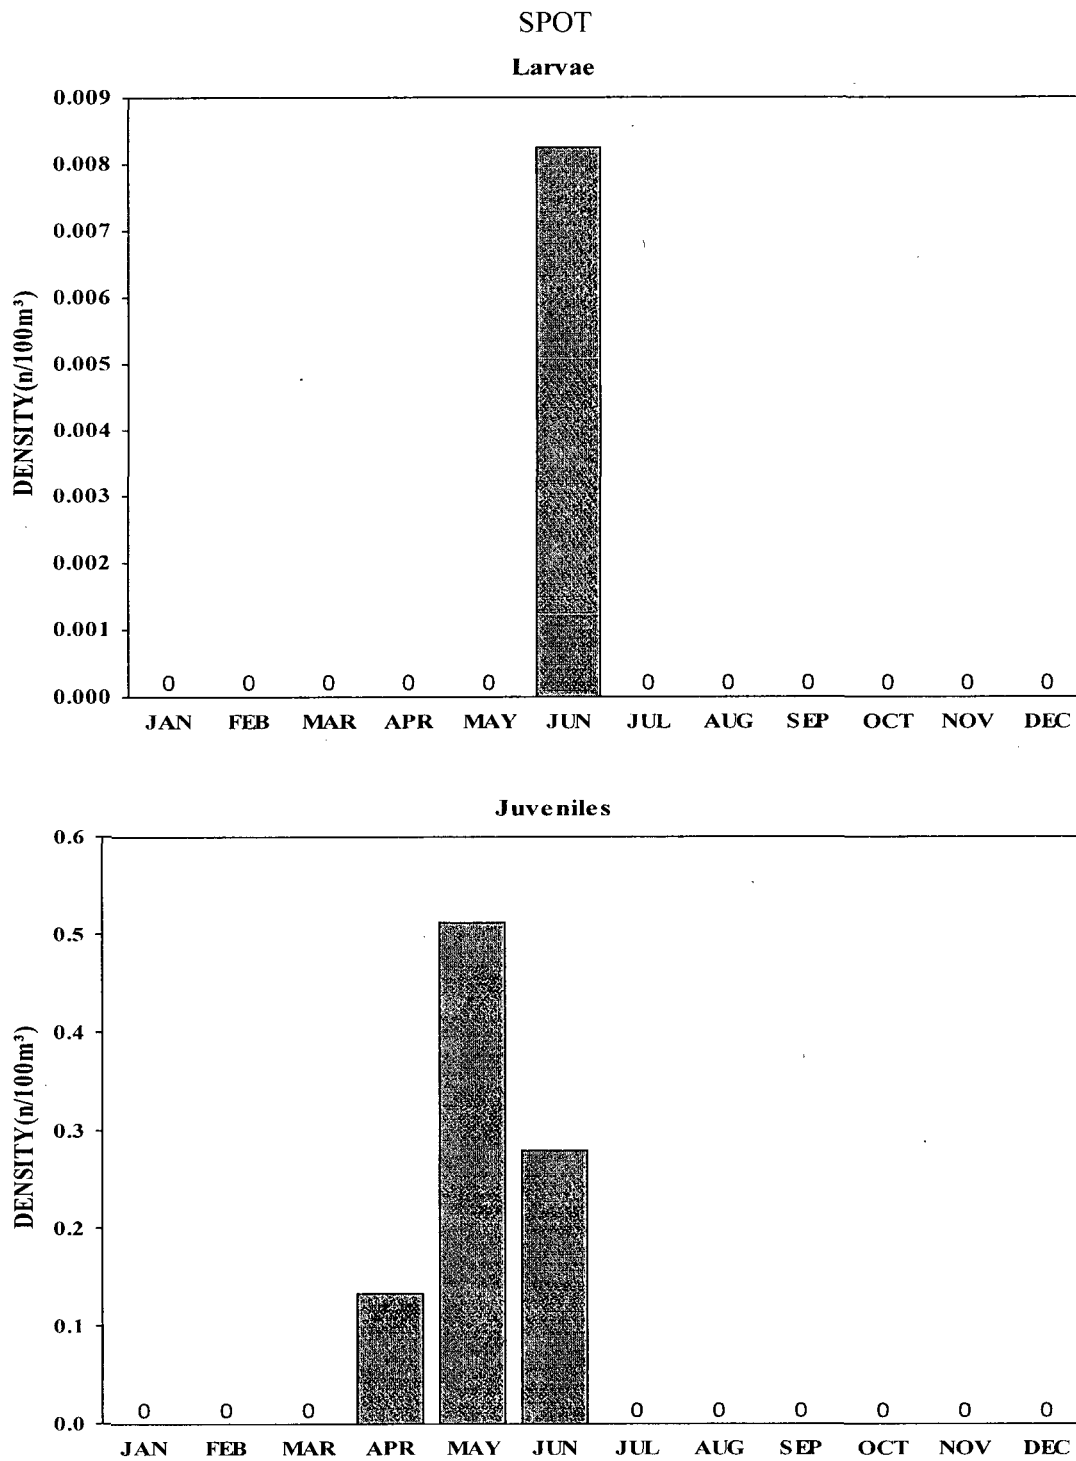 SPOT
Larvae
0.009
0.008
0.007
0.006
0.005
0.004
0.003
0.002
0.001
0.000
DENSITY(n/100m³)
0 0 0 0 0 0 0 0 0 0 0
JAN FEB MAR APR MAY JUN JUL AUG SEP OCT NOV DEC
Juveniles
0.6
0.5
0.4
0.3
0.2
0.1
0.0
DENSITY(n/100m³)
0 0 0 0 0 0 0 0 0
JAN FEB MAR APR MAY JUN JUL AUG SEP OCT NOV DEC